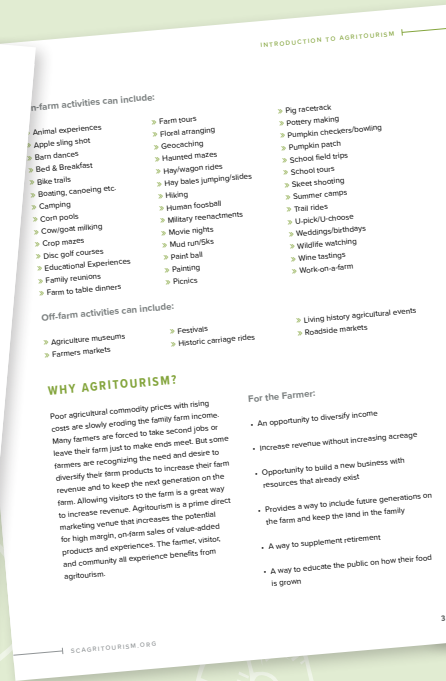 INTRODUCTION TO AGRITOURISM
n-farm activities can include:
» Animal experiences
» Apple sling shot
» Barn dances
» Bed & Breakfast
» Bike trails
» Boating, canoeing etc.
» Camping
» Corn pools
» Cow/goat milking
» Crop mazes
» Disc golf courses
» Educational Experiences
» Family reunions
» Farm to table dinners
» Farm tours
» Floral arranging
» Geocaching
» Haunted mazes
» Hay/wagon rides
» Hay bales jumping/slides
» Hiking
» Human foosball
» Military reenactments
» Movie nights
» Mud run/5ks
» Paint ball
» Painting
» Picnics
» Pig racetrack
» Pottery making
» Pumpkin checkers/bowling
» Pumpkin patch
» School field trips
» School tours
» Skeet shooting
» Summer camps
» Trail rides
» U-pick/U-choose
» Weddings/birthdays
» Wildlife watching
» Wine tastings
» Work-on-a-farm
Off-farm activities can include:
» Agriculture museums
» Farmers markets
» Festivals
» Historic carriage rides
» Living history agricultural events
» Roadside markets
WHY AGRITOURISM?
Poor agricultural commodity prices with rising
costs are slowly eroding the family farm income.
Many farmers are forced to take second jobs or
leave their farm just to make ends meet. But some
farmers are recognizing the need and desire to
diversify their farm products to increase their farm
revenue and to keep the next generation on the
farm. Allowing visitors to the farm is a great way
to increase revenue. Agritourism is a prime direct
marketing venue that increases the potential
for high margin, on-farm sales of value-added
products and experiences. The farmer, visitor,
and community all experience benefits from
agritourism.
For the Farmer:
• An opportunity to diversify income
• Increase revenue without increasing acreage
• Opportunity to build a new business with
resources that already exist
• Provides a way to include future generations on
the farm and keep the land in the family
• A way to supplement retirement
• A way to educate the public on how their food
is grown
SCAGRITOURISM.ORG
3